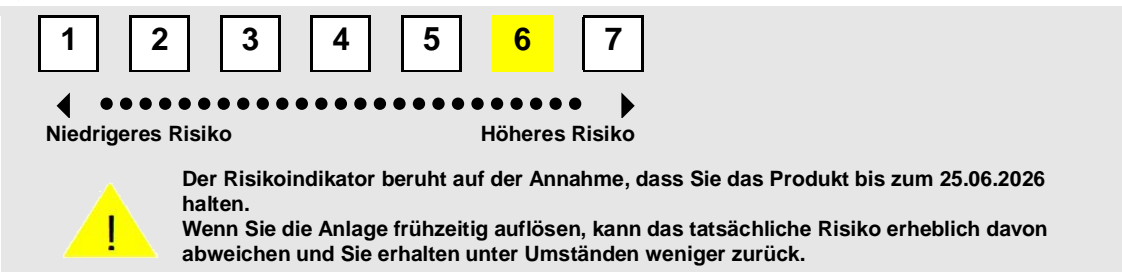 1 2 3 4 5 6 7
Niedrigeres Risiko Höheres Risiko
Der Risikoindikator beruht auf der Annahme, dass Sie das Produkt bis zum 25.06.2026
halten.
Wenn Sie die Anlage frühzeitig auflösen, kann das tatsächliche Risiko erheblich davon
abweichen und Sie erhalten unter Umständen weniger zurück.
!